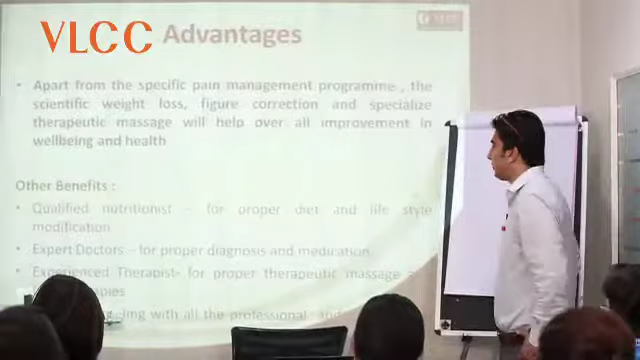 VLCC Advantages
• Apart from the specific pain management programme , the
scientific weight loss, figure correction and specialize
therapeutic massage will help over all improvement in
wellbeing and health
Other Benefits :
• Qualified nutritionist – for proper diet and life style
modification
• Expert Doctors – for proper diagnosis and medication
• Experienced Therapist- for proper therapeutic massage
with all the professional